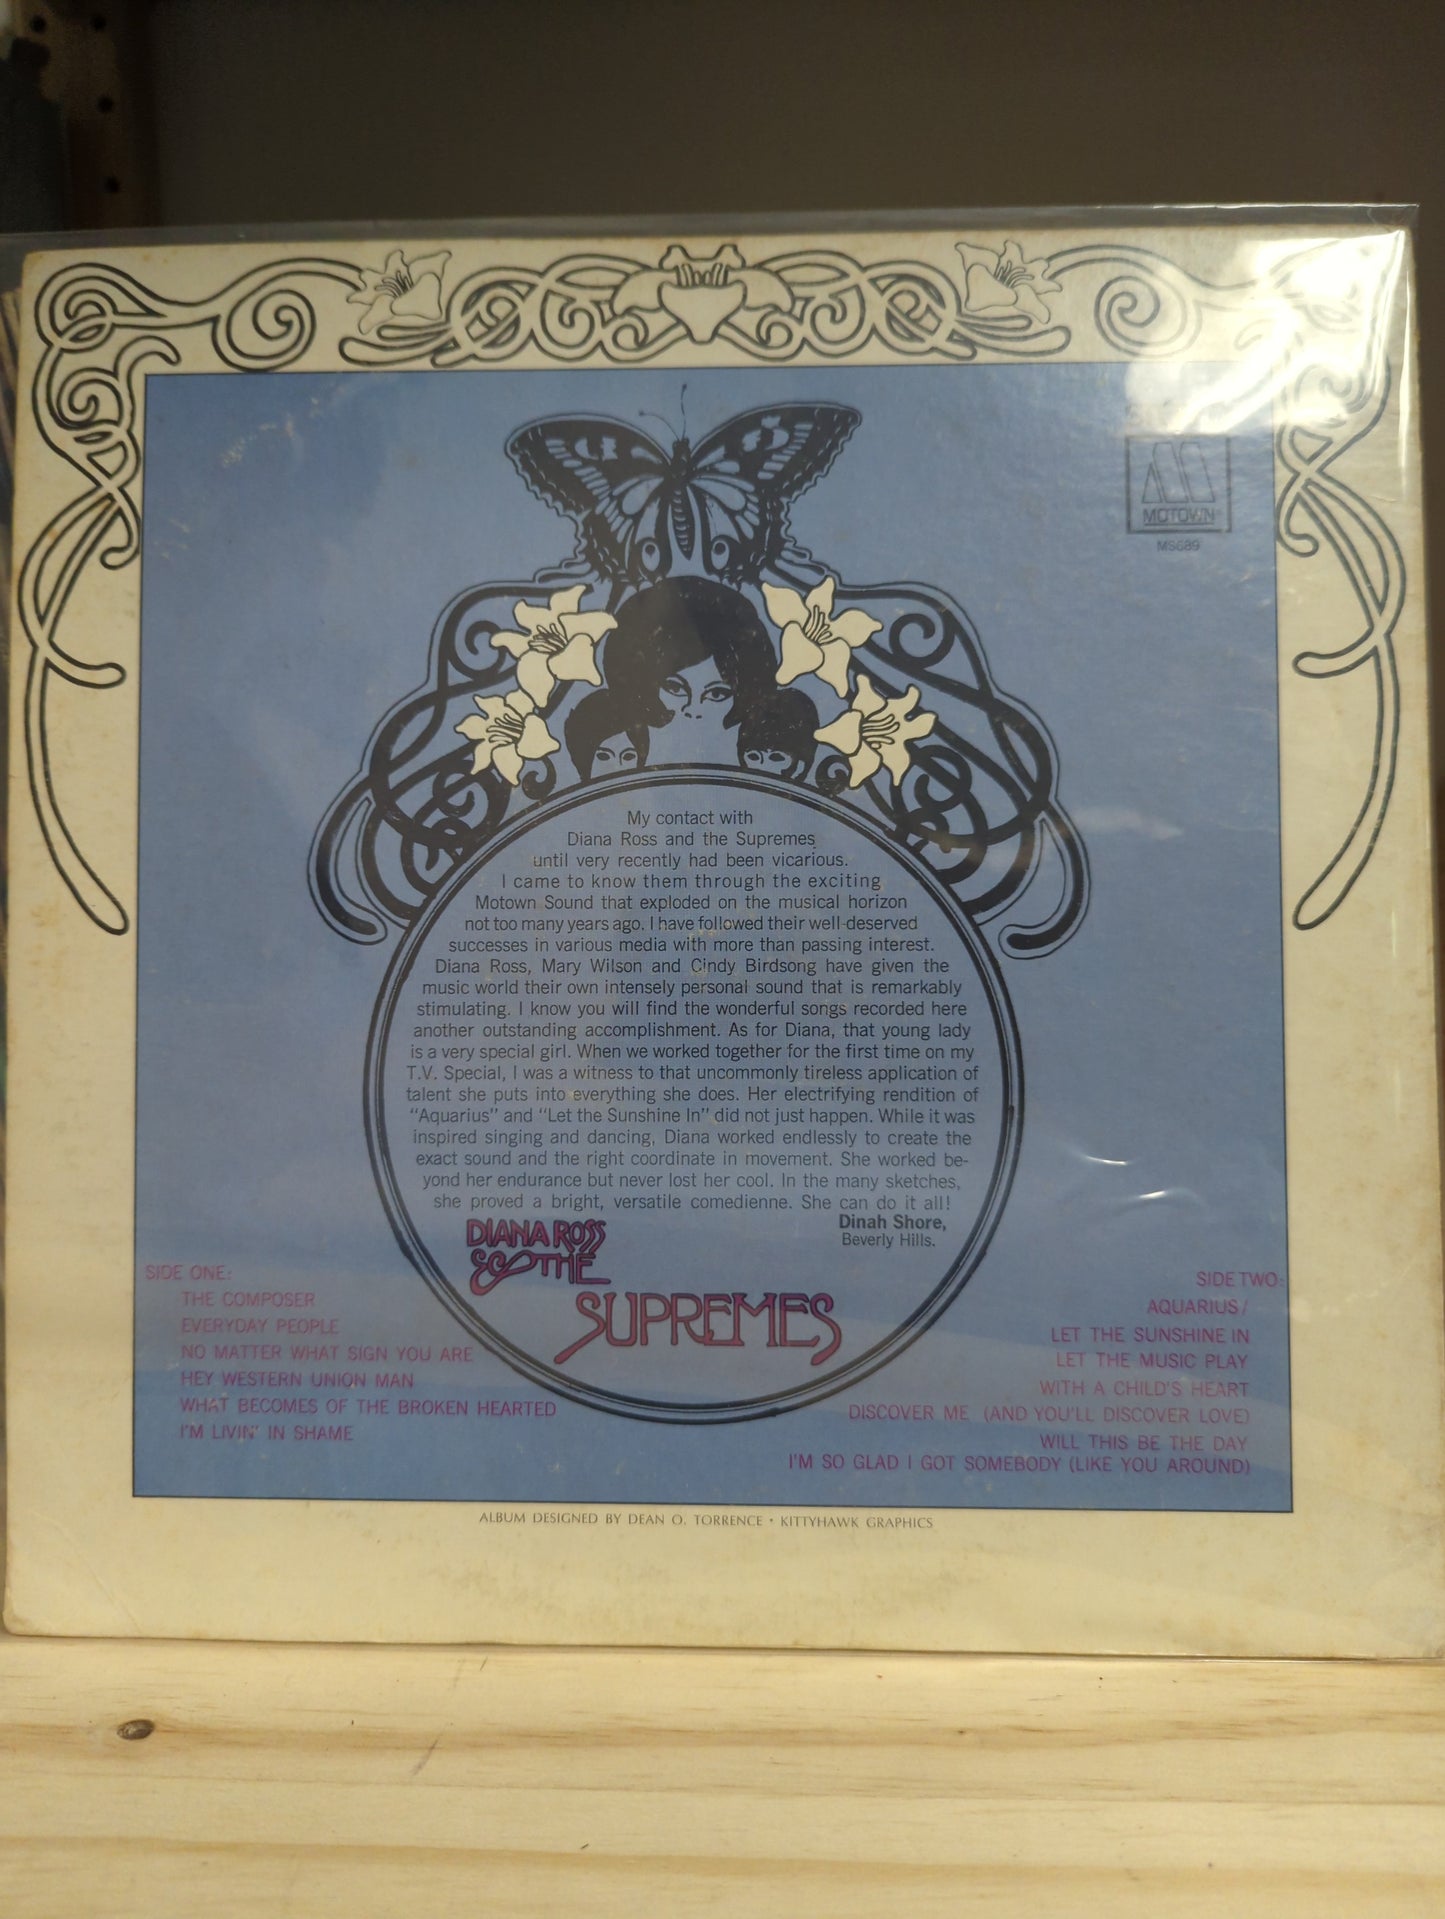 MOTOWN
MS689
My contact with
Diana Ross and the Supremes
until very recently had been vicarious.
I came to know them through the exciting
Motown Sound that exploded on the musical horizon
not too many years ago. I have followed their well-deserved
successes in various media with more than passing interest.
Diana Ross, Mary Wilson and Cindy Birdsong have given the
music world their own intensely personal sound that is remarkably
stimulating. I know you will find the wonderful songs recorded here
another outstanding accomplishment. As for Diana, that young lady
is a very special girl. When we worked together for the first time on my
T.V. Special, I was a witness to that uncommonly tireless application of
talent she puts into everything she does. Her electrifying rendition of
“Aquarius” and “Let the Sunshine In” did not just happen. While it was
inspired singing and dancing, Diana worked endlessly to create the
exact sound and the right coordinate in movement. She worked be-
yond her endurance but never lost her cool. In the many sketches,
she proved a bright, versatile comedienne. She can do it all!
Dinah Shore,
Beverly Hills.
DIANA ROSS
& THE
SUPREMES
SIDE ONE:
THE COMPOSER
EVERYDAY PEOPLE
NO MATTER WHAT SIGN YOU ARE
HEY WESTERN UNION MAN
WHAT BECOMES OF THE BROKEN HEARTED
I'M LIVIN' IN SHAME
SIDE TWO:
AQUARIUS/
LET THE SUNSHINE IN
LET THE MUSIC PLAY
WITH A CHILD'S HEART
DISCOVER ME (AND YOU'LL DISCOVER LOVE)
WILL THIS BE THE DAY
I'M SO GLAD I GOT SOMEBODY (LIKE YOU AROUND)
ALBUM DESIGNED BY DEAN O. TORRENCE • KITTYHAWK GRAPHICS